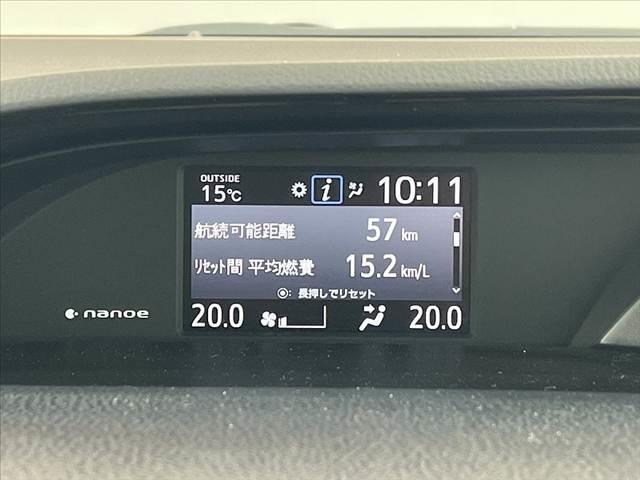 OUTSIDE
15℃ i 10:11
航続可能距離 57 km
ﾘｾｯﾄ間 平均燃費 15.2 km/L
◉: 長押しでリセット
nanoe
20.0 20.0